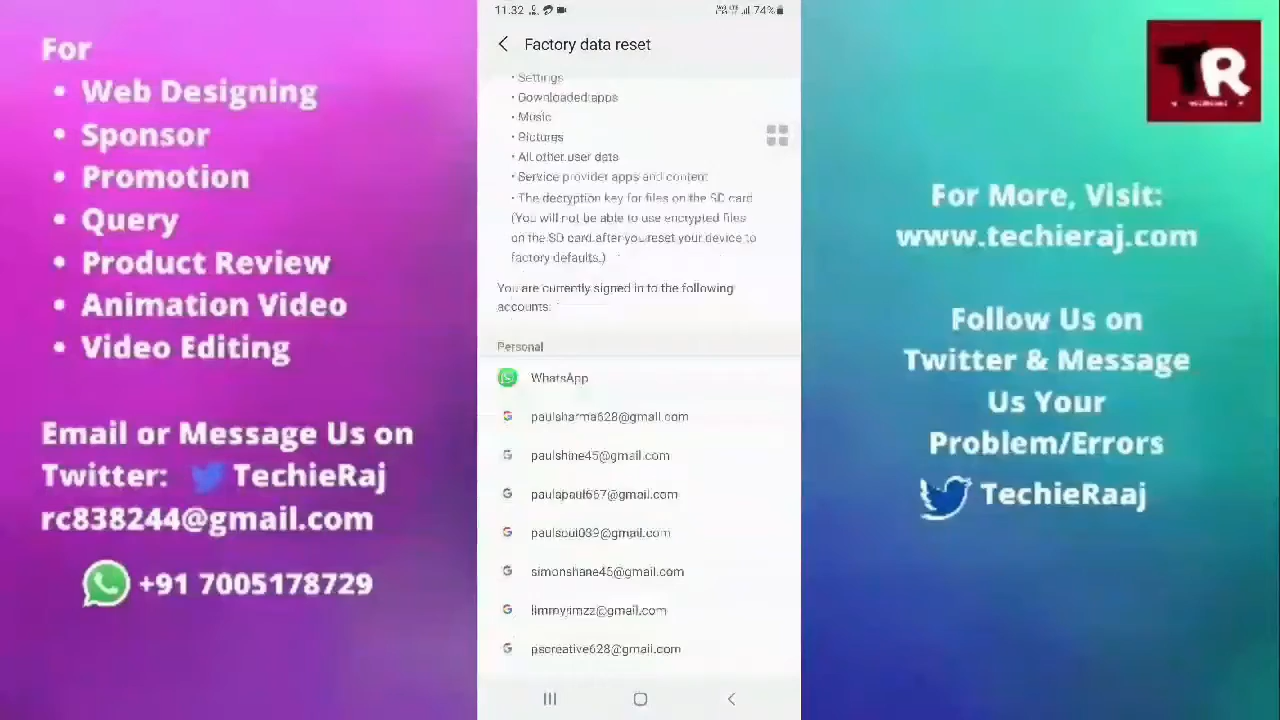 For
• Web Designing
• Sponsor
• Promotion
• Query
• Product Review
• Animation Video
• Video Editing
Email or Message Us on
Twitter: TechieRaj
rc838244@gmail.com
+91 7005178729
11.32
74%
Factory data reset
• Settings
• Downloaded apps
• Music
• Pictures
• All other user data
• Service provider apps and content
• The decryption key for files on the SD card
(You will not be able to use encrypted files
on the SD card after you reset your device to
factory defaults.)
You are currently signed in to the following
accounts:
Personal
WhatsApp
paulsharma628@gmail.com
paulshine45@gmail.com
paulspaul667@gmail.com
paulsoul039@gmail.com
simonshane45@gmail.com
limmyjimzz@gmail.com
pscreative628@gmail.com
TR
For More, Visit:
www.techieraj.com
Follow Us on
Twitter & Message
Us Your
Problem/Errors
TechieRaaj